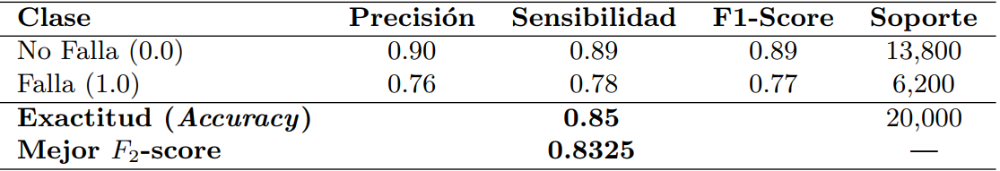 Clase Precisión Sensibilidad F1-Score Soporte
No Falla (0.0) 0.90 0.89 0.89 13,800
Falla (1.0) 0.76 0.78 0.77 6,200
Exactitud (Accuracy) 0.85 20,000
Mejor F₂-score 0.8325 —